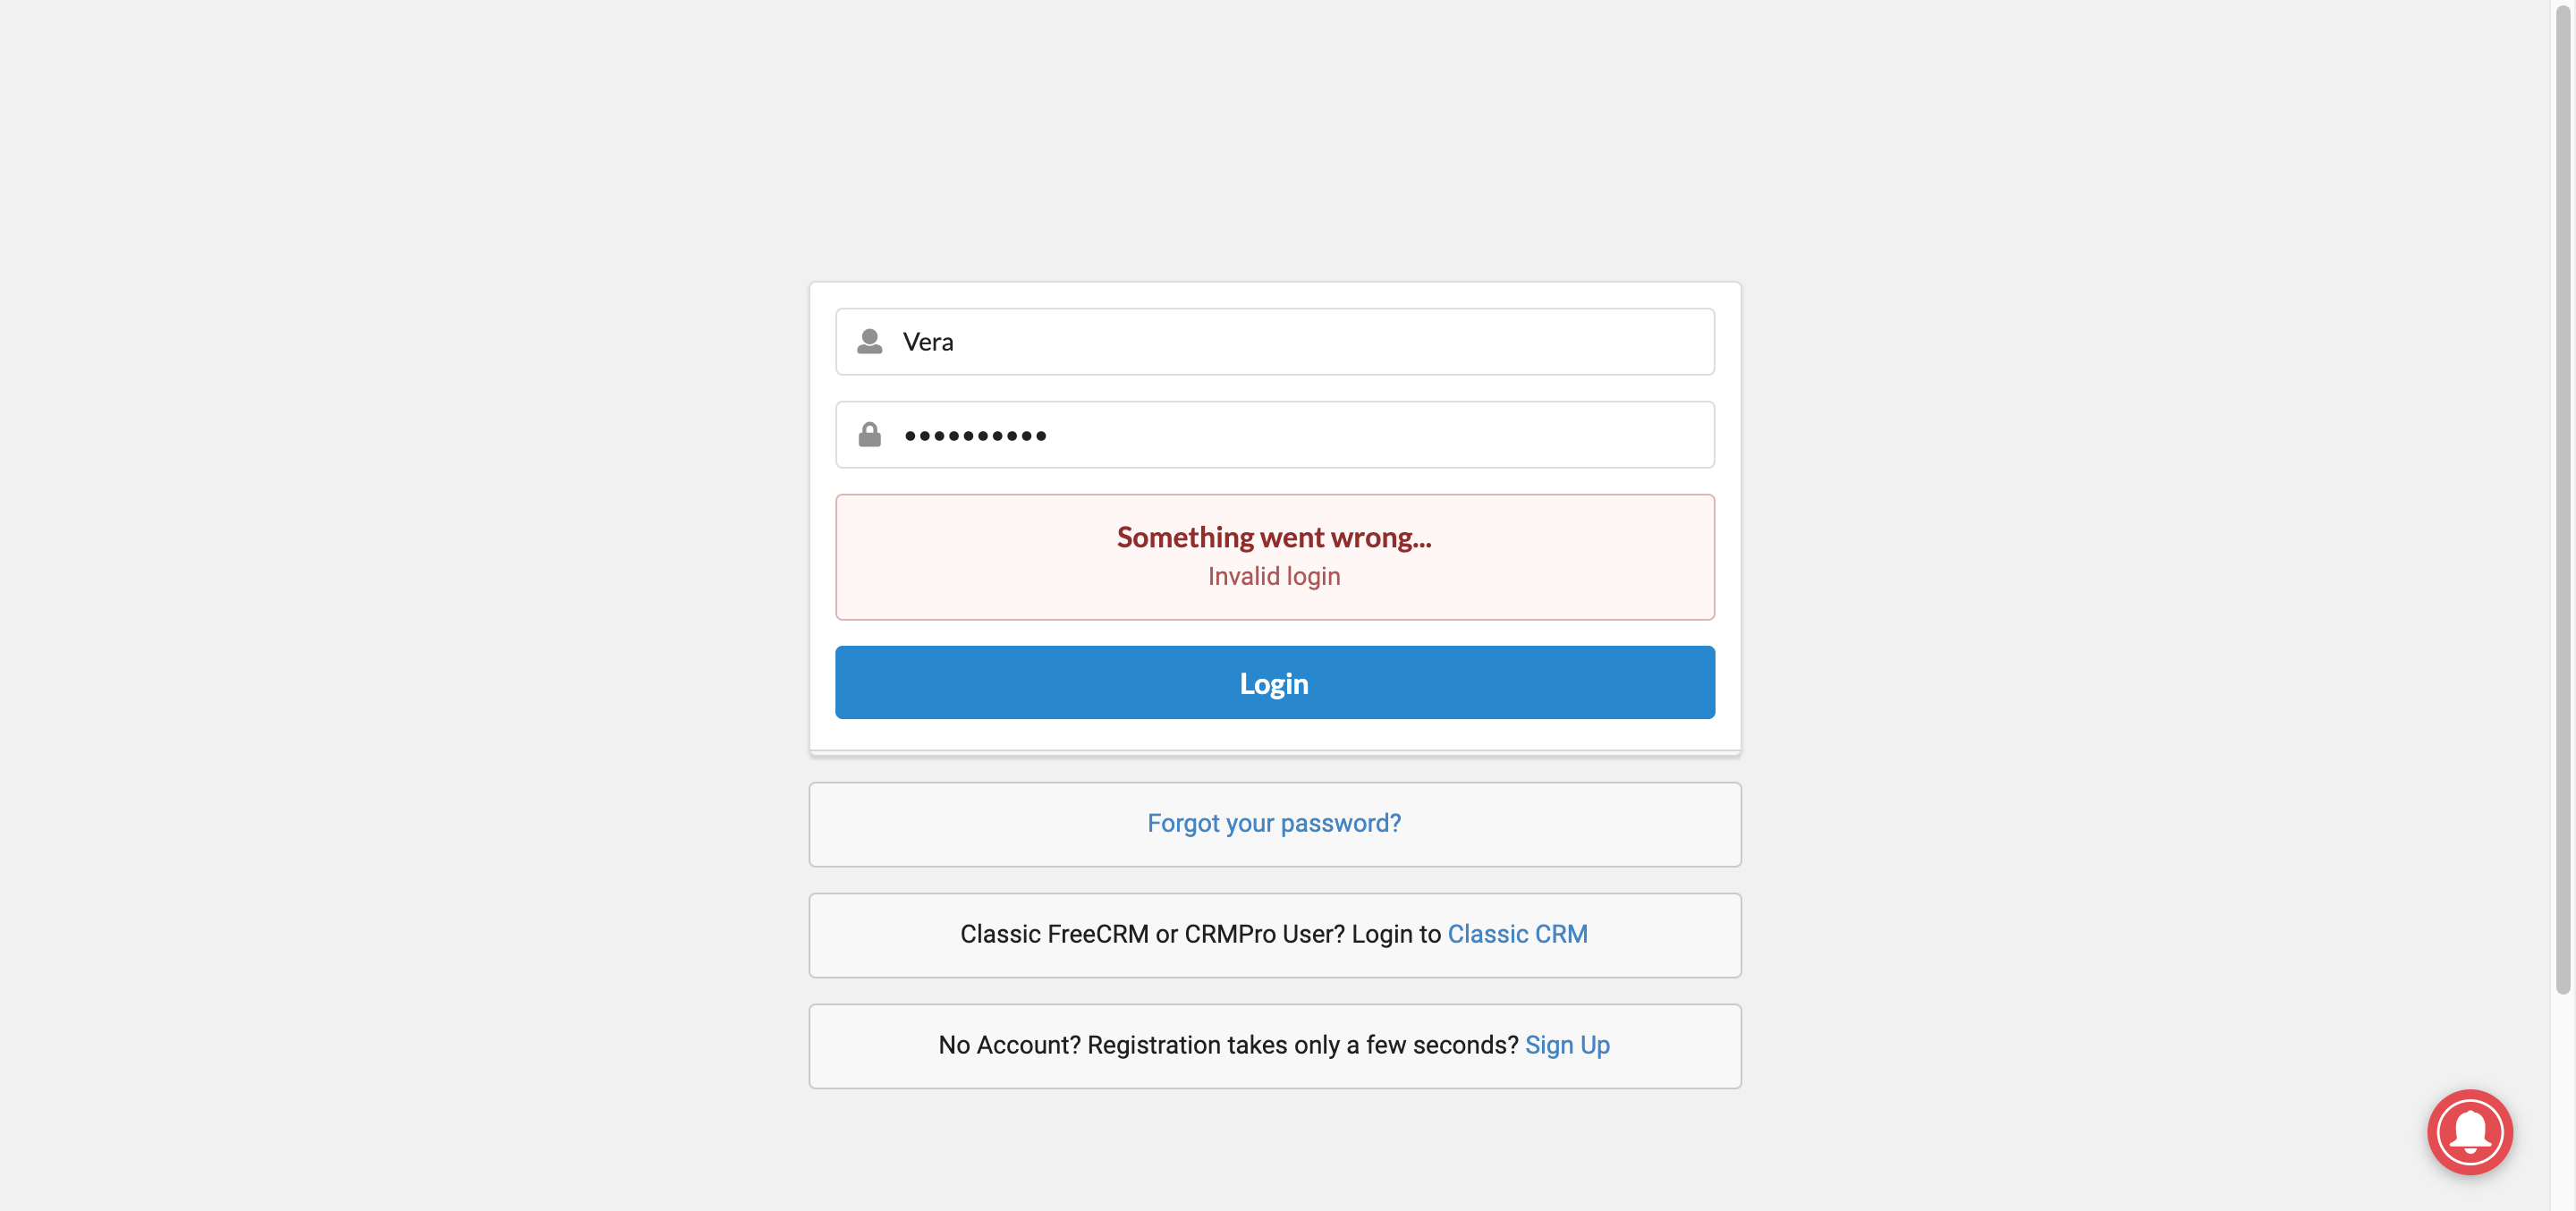 Vera
••••••••••
Something went wrong...
Invalid login
Login
Forgot your password?
Classic FreeCRM or CRMPro User? Login to Classic CRM
No Account? Registration takes only a few seconds? Sign Up